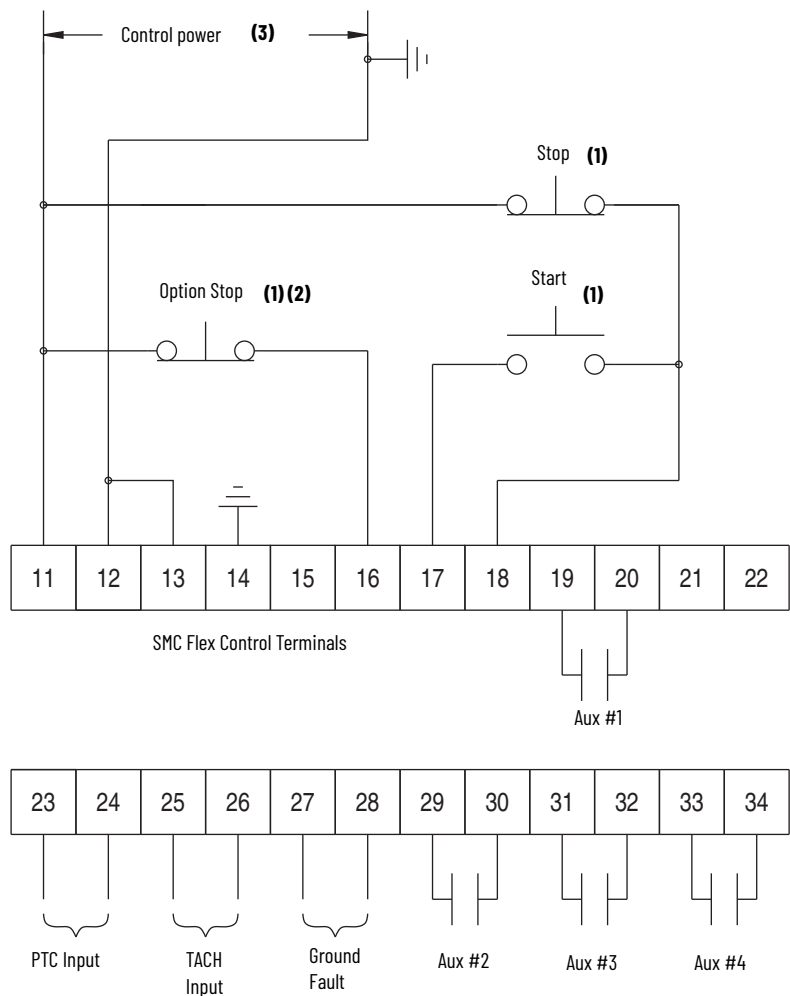 Control power (3)
Stop (1)
Start
(1)
Option Stop (1)(2)
11 12 13 14 15 16 17 18 19 20 21 22
SMC Flex Control Terminals
Aux #1
23 24 25 26 27 28 29 30 31 32 33 34
PTC Input
TACH
Input
Ground
Fault
Aux #2
Aux #3
Aux #4